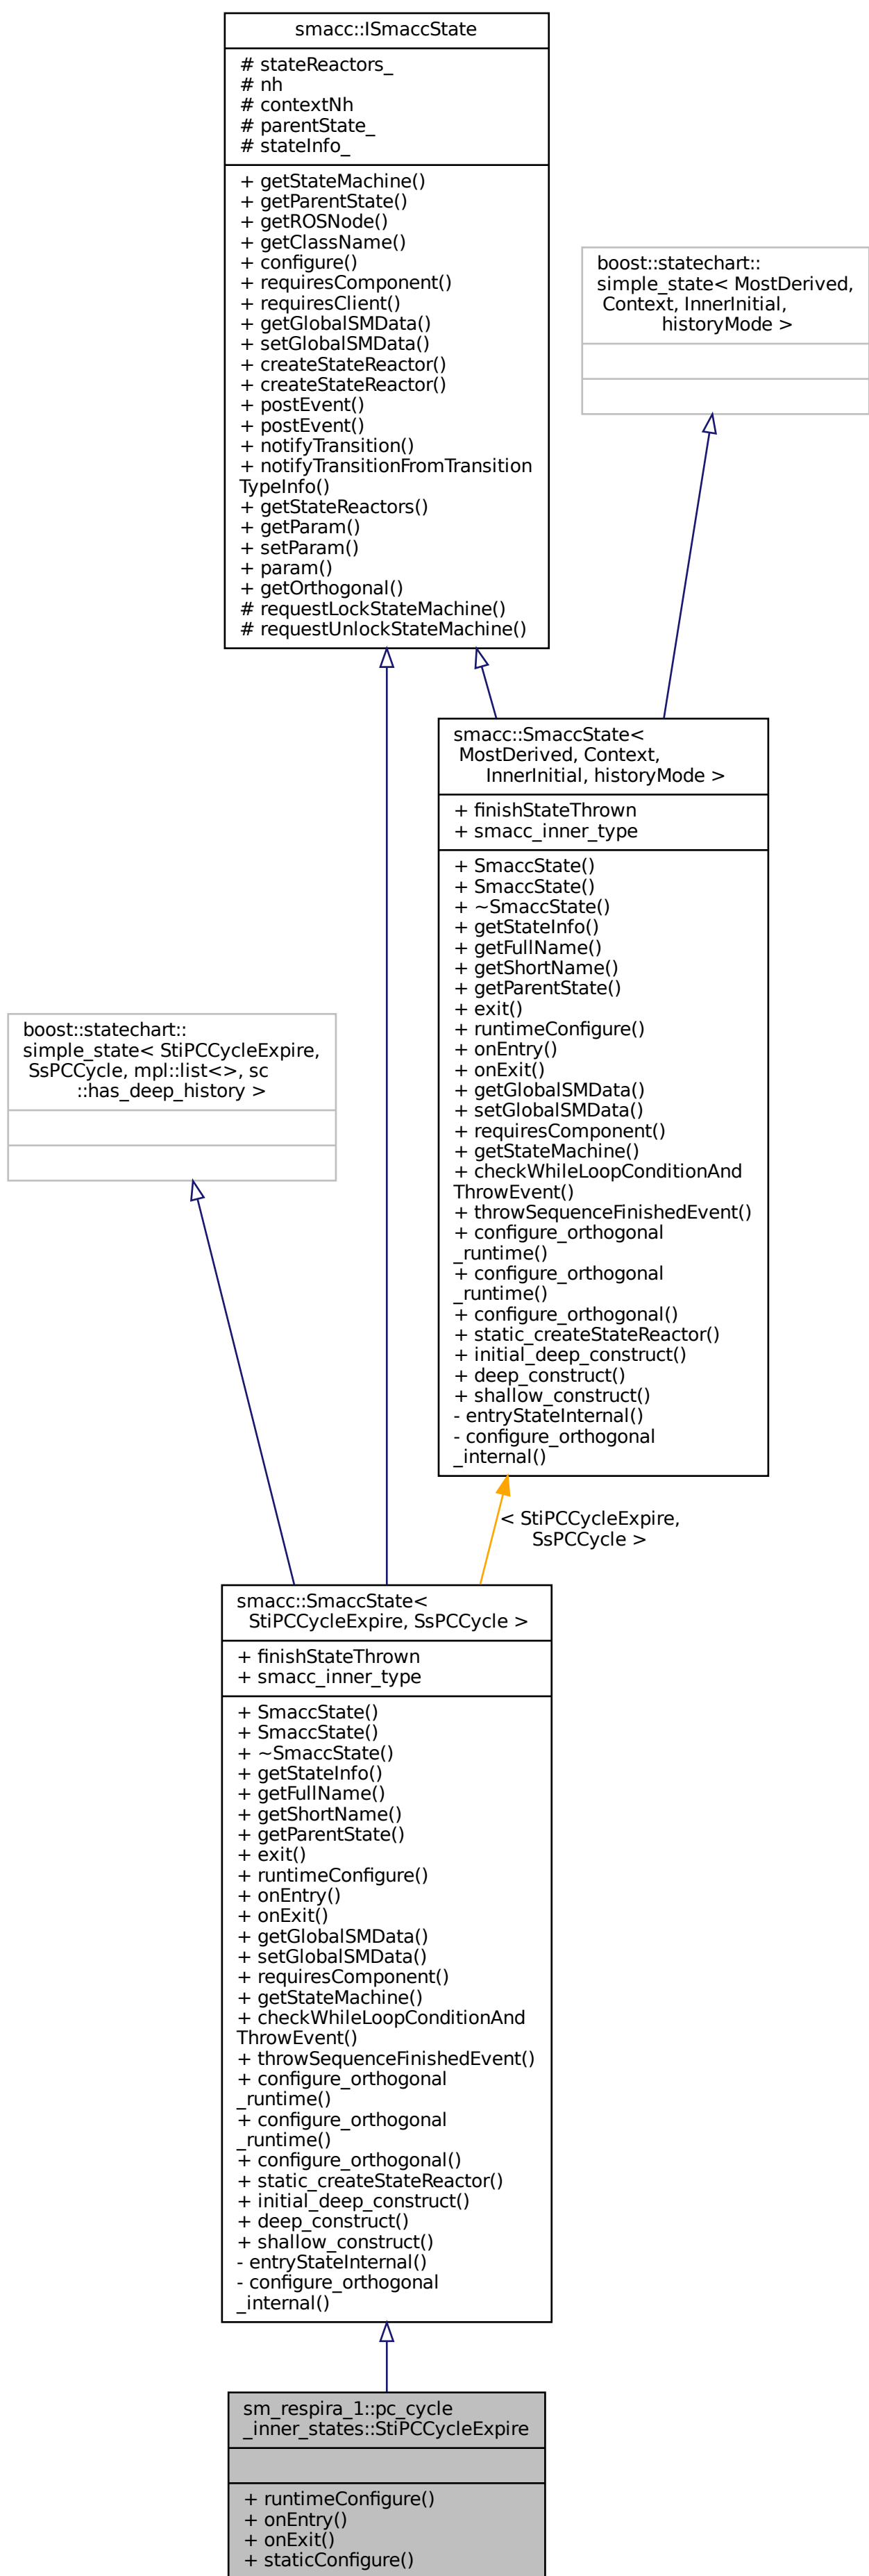 smacc::ISmaccState
# stateReactors_
# nh
# contextNh
# parentState_
# stateInfo_
+ getStateMachine()
+ getParentState()
+ getROSNode()
+ getClassName()
+ configure()
+ requiresComponent()
+ requiresClient()
+ getGlobalSMData()
+ setGlobalSMData()
+ createStateReactor()
+ createStateReactor()
+ postEvent()
+ postEvent()
+ notifyTransition()
+ notifyTransitionFromTransition
TypeInfo()
+ getStateReactors()
+ getParam()
+ setParam()
+ param()
+ getOrthogonal()
# requestLockStateMachine()
# requestUnlockStateMachine()
boost::statechart::
simple_state< MostDerived,
Context, InnerInitial,
historyMode >
smacc::SmaccState<
MostDerived, Context,
InnerInitial, historyMode >
+ finishStateThrown
+ smacc_inner_type
+ SmaccState()
+ SmaccState()
+ ~SmaccState()
+ getStateInfo()
+ getFullName()
+ getShortName()
+ getParentState()
+ exit()
+ runtimeConfigure()
+ onEntry()
+ onExit()
+ getGlobalSMData()
+ setGlobalSMData()
+ requiresComponent()
+ getStateMachine()
+ checkWhileLoopConditionAnd
ThrowEvent()
+ throwSequenceFinishedEvent()
+ configure_orthogonal
_runtime()
+ configure_orthogonal
_runtime()
+ configure_orthogonal()
+ static_createStateReactor()
+ initial_deep_construct()
+ deep_construct()
+ shallow_construct()
- entryStateInternal()
- configure_orthogonal
_internal()
boost::statechart::
simple_state< StiPCCycleExpire,
SsPCCycle, mpl::list<>, sc
::has_deep_history >
< StiPCCycleExpire,
SsPCCycle >
smacc::SmaccState<
StiPCCycleExpire, SsPCCycle >
+ finishStateThrown
+ smacc_inner_type
+ SmaccState()
+ SmaccState()
+ ~SmaccState()
+ getStateInfo()
+ getFullName()
+ getShortName()
+ getParentState()
+ exit()
+ runtimeConfigure()
+ onEntry()
+ onExit()
+ getGlobalSMData()
+ setGlobalSMData()
+ requiresComponent()
+ getStateMachine()
+ checkWhileLoopConditionAnd
ThrowEvent()
+ throwSequenceFinishedEvent()
+ configure_orthogonal
_runtime()
+ configure_orthogonal
_runtime()
+ configure_orthogonal()
+ static_createStateReactor()
+ initial_deep_construct()
+ deep_construct()
+ shallow_construct()
- entryStateInternal()
- configure_orthogonal
_internal()
sm_respira_1::pc_cycle
_inner_states::StiPCCycleExpire
+ runtimeConfigure()
+ onEntry()
+ onExit()
+ staticConfigure()